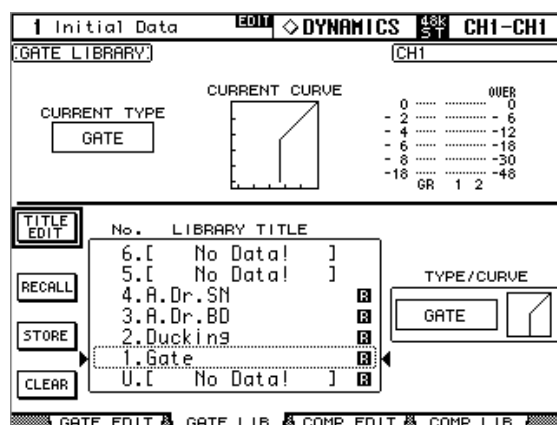 1 Initial Data EDIT ◇DYNAMICS 48k ST CH1-CH1
GATE LIBRARY
CH1
CURRENT TYPE
GATE
CURRENT CURVE
OVER
0 0
- 2 - 6
- 4 -12
- 6 -18
- 8 -30
-18 -48
GR 1 2
TITLE EDIT
RECALL
STORE
CLEAR
No. LIBRARY TITLE
6.[ No Data! ]
5.[ No Data! ]
4.A.Dr.SN R
3.A.Dr.BD R
2.Ducking R
1.Gate R
U.[ No Data! ] R
TYPE/CURVE
GATE
GATE EDIT GATE LIB COMP EDIT COMP LIB